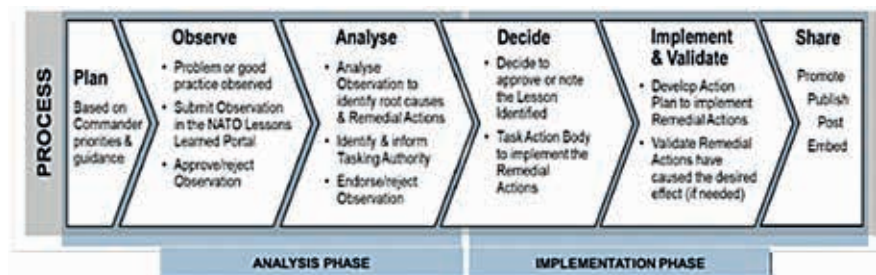 PROCESS
Plan
Based on
Commander
priorities &
guidance
Observe
• Problem or good
practice observed
• Submit Observation
in the NATO Lessons
Learned Portal
• Approve/reject
Observation
Analyse
• Analyse
Observation to
identify root causes
& Remedial Actions
• Identify & inform
Tasking Authority
• Endorse/reject
Observation
Decide
• Decide to
approve or note
the Lesson
Identified
• Task Action Body
to implement the
Remedial
Actions
Implement
& Validate
• Develop Action
Plan to implement
Remedial Actions
• Validate Remedial
Actions have
caused the desired
effect (if needed)
Share
Promote
Publish
Post
Embed
ANALYSIS PHASE
IMPLEMENTATION PHASE